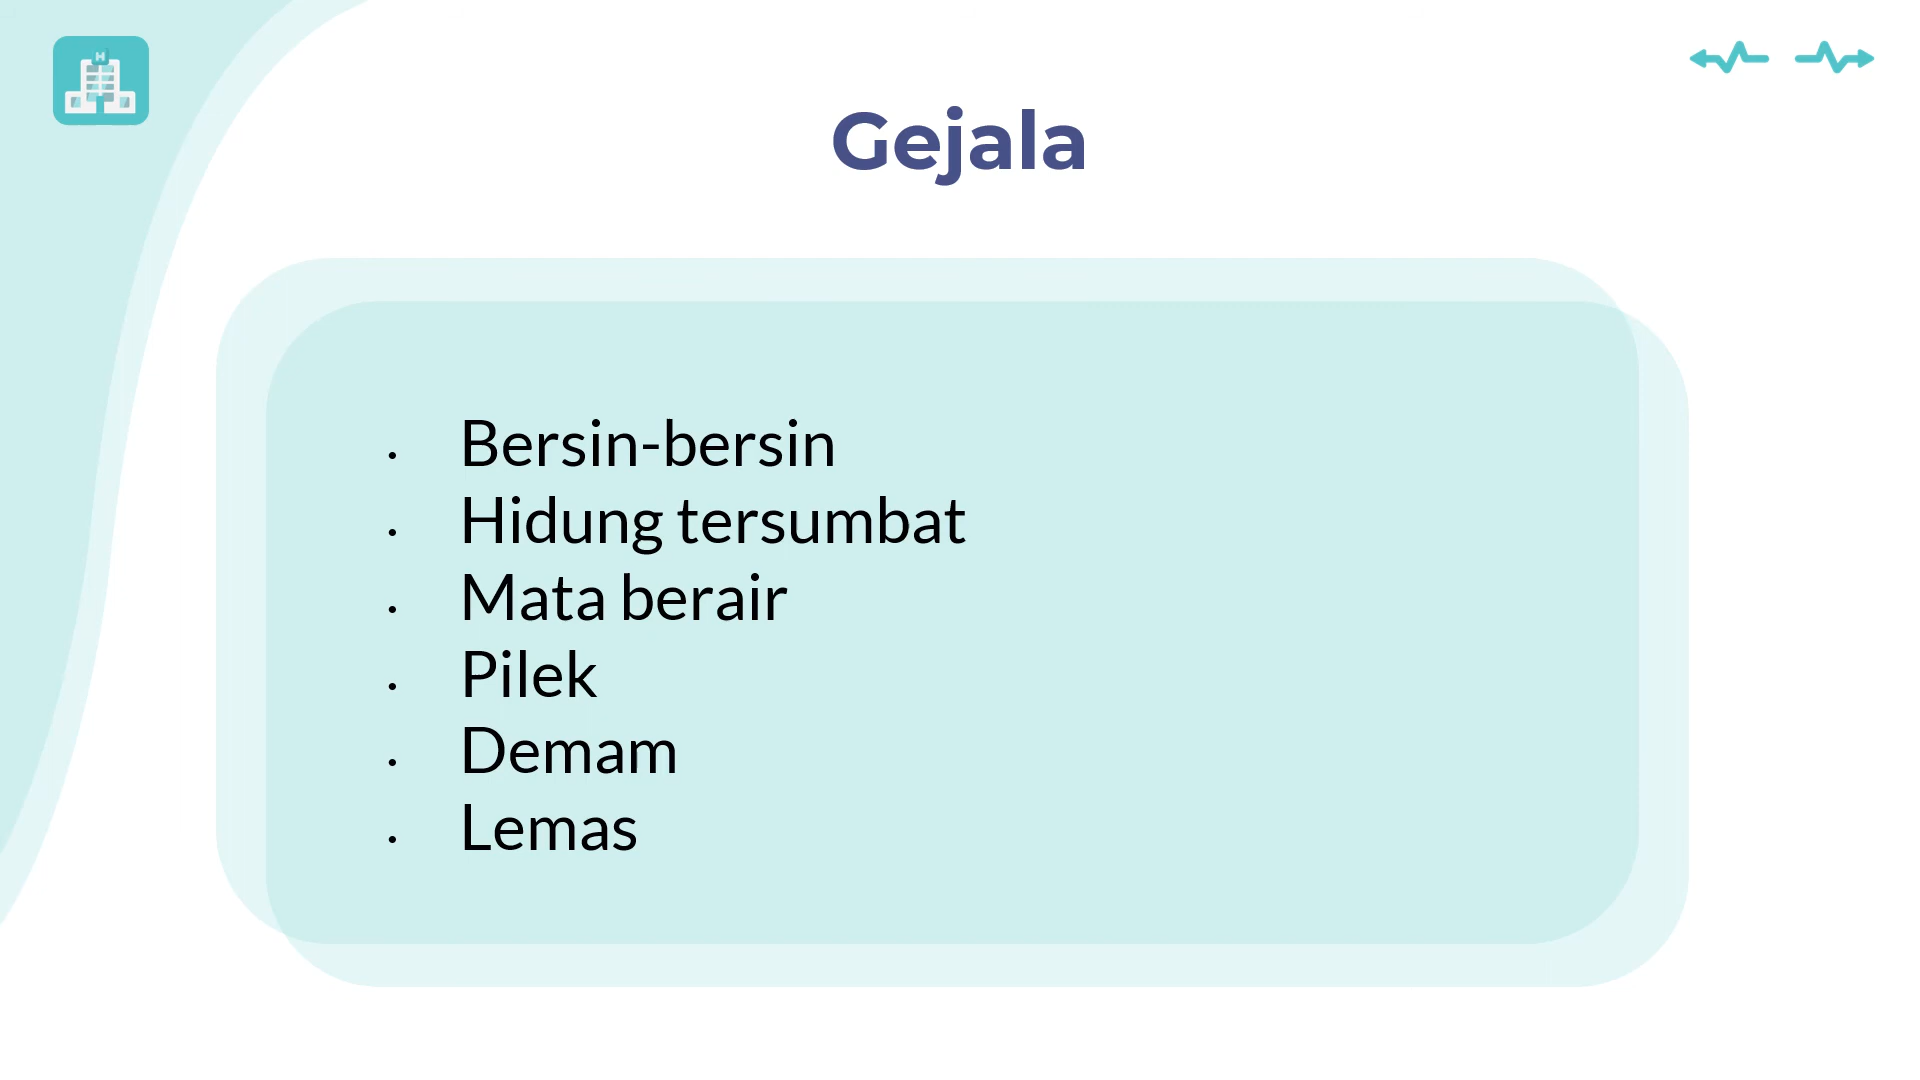 H
Gejala
• Bersin-bersin
• Hidung tersumbat
• Mata berair
• Pilek
• Demam
• Lemas